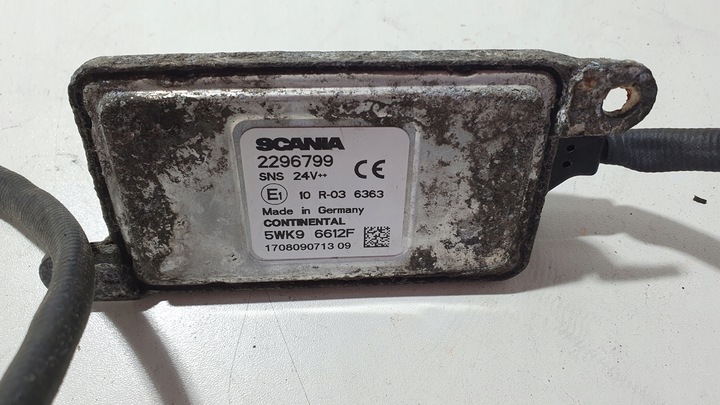 SCANIA
2296799
SNS 24V++ CE
E1 10 R-03 6363
Made in Germany
CONTINENTAL
5WK9 6612F
1708090713 09